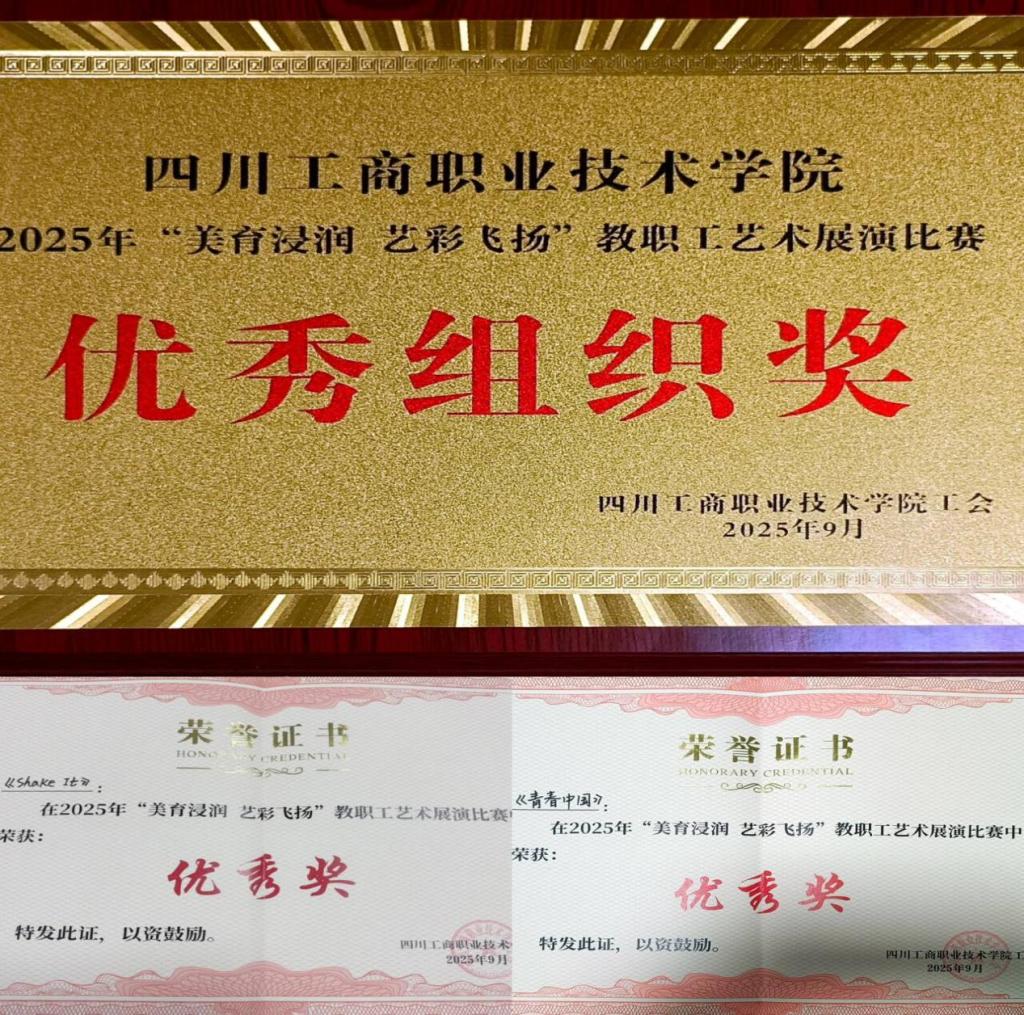 四川工商职业技术学院
2025年“美育浸润 艺彩飞扬”教职工艺术展演比赛
优秀组织奖
四川工商职业技术学院工会
2025年9月
荣誉证书
HONORARY CREDENTIAL
《Shake It》:
在2025年“美育浸润 艺彩飞扬”教职工艺术展演比赛
荣获:
优秀奖
特发此证，以资鼓励。
四川工商职业技术
2025年9月
荣誉证书
HONORARY CREDENTIAL
《青春中国》:
在2025年“美育浸润 艺彩飞扬”教职工艺术展演比赛中
荣获:
优秀奖
特发此证，以资鼓励。
四川工商职业技术学院工
2025年9月